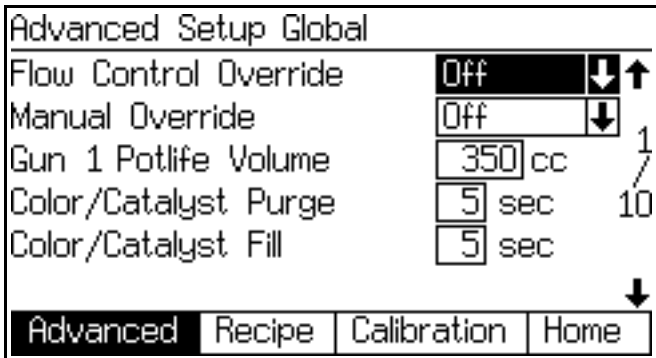 Advanced Setup Global
Flow Control Override Off
Manual Override Off
Gun 1 Potlife Volume 350 cc
Color/Catalyst Purge 5 sec
Color/Catalyst Fill 5 sec
1/10
Advanced Recipe Calibration Home